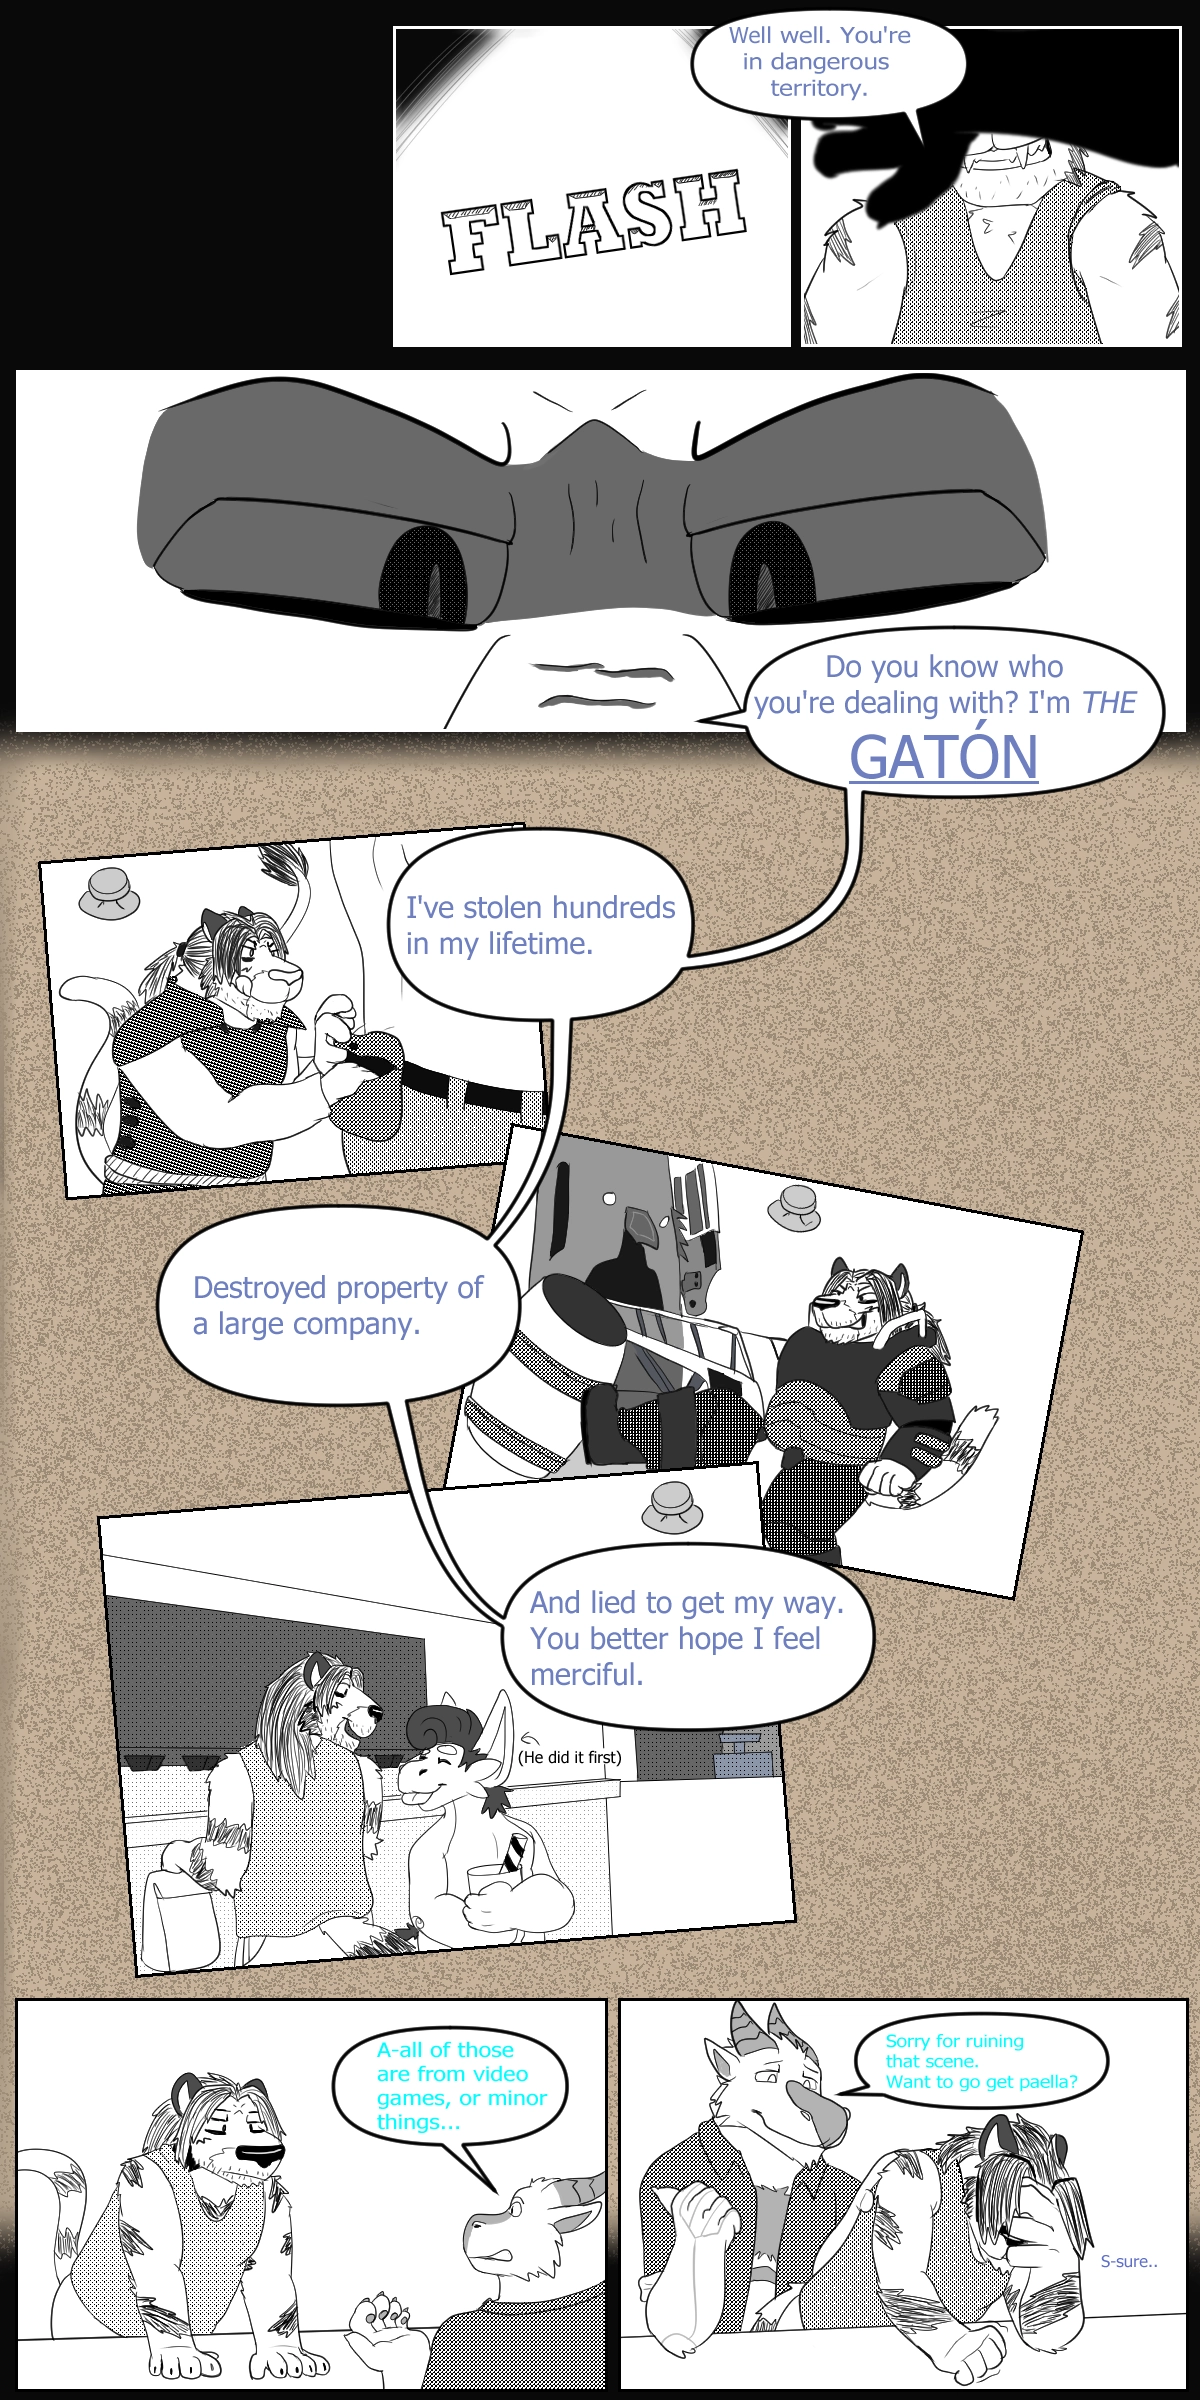 FLASH
Well well. You're
in dangerous
territory.
Do you know who
you're dealing with? I'm THE
GATÓN
I've stolen hundreds
in my lifetime.
Destroyed property of
a large company.
And lied to get my way.
You better hope I feel
merciful.
(He did it first)
A-all of those
are from video
games, or minor
things...
Sorry for ruining
that scene.
Want to go get paella?
S-sure..